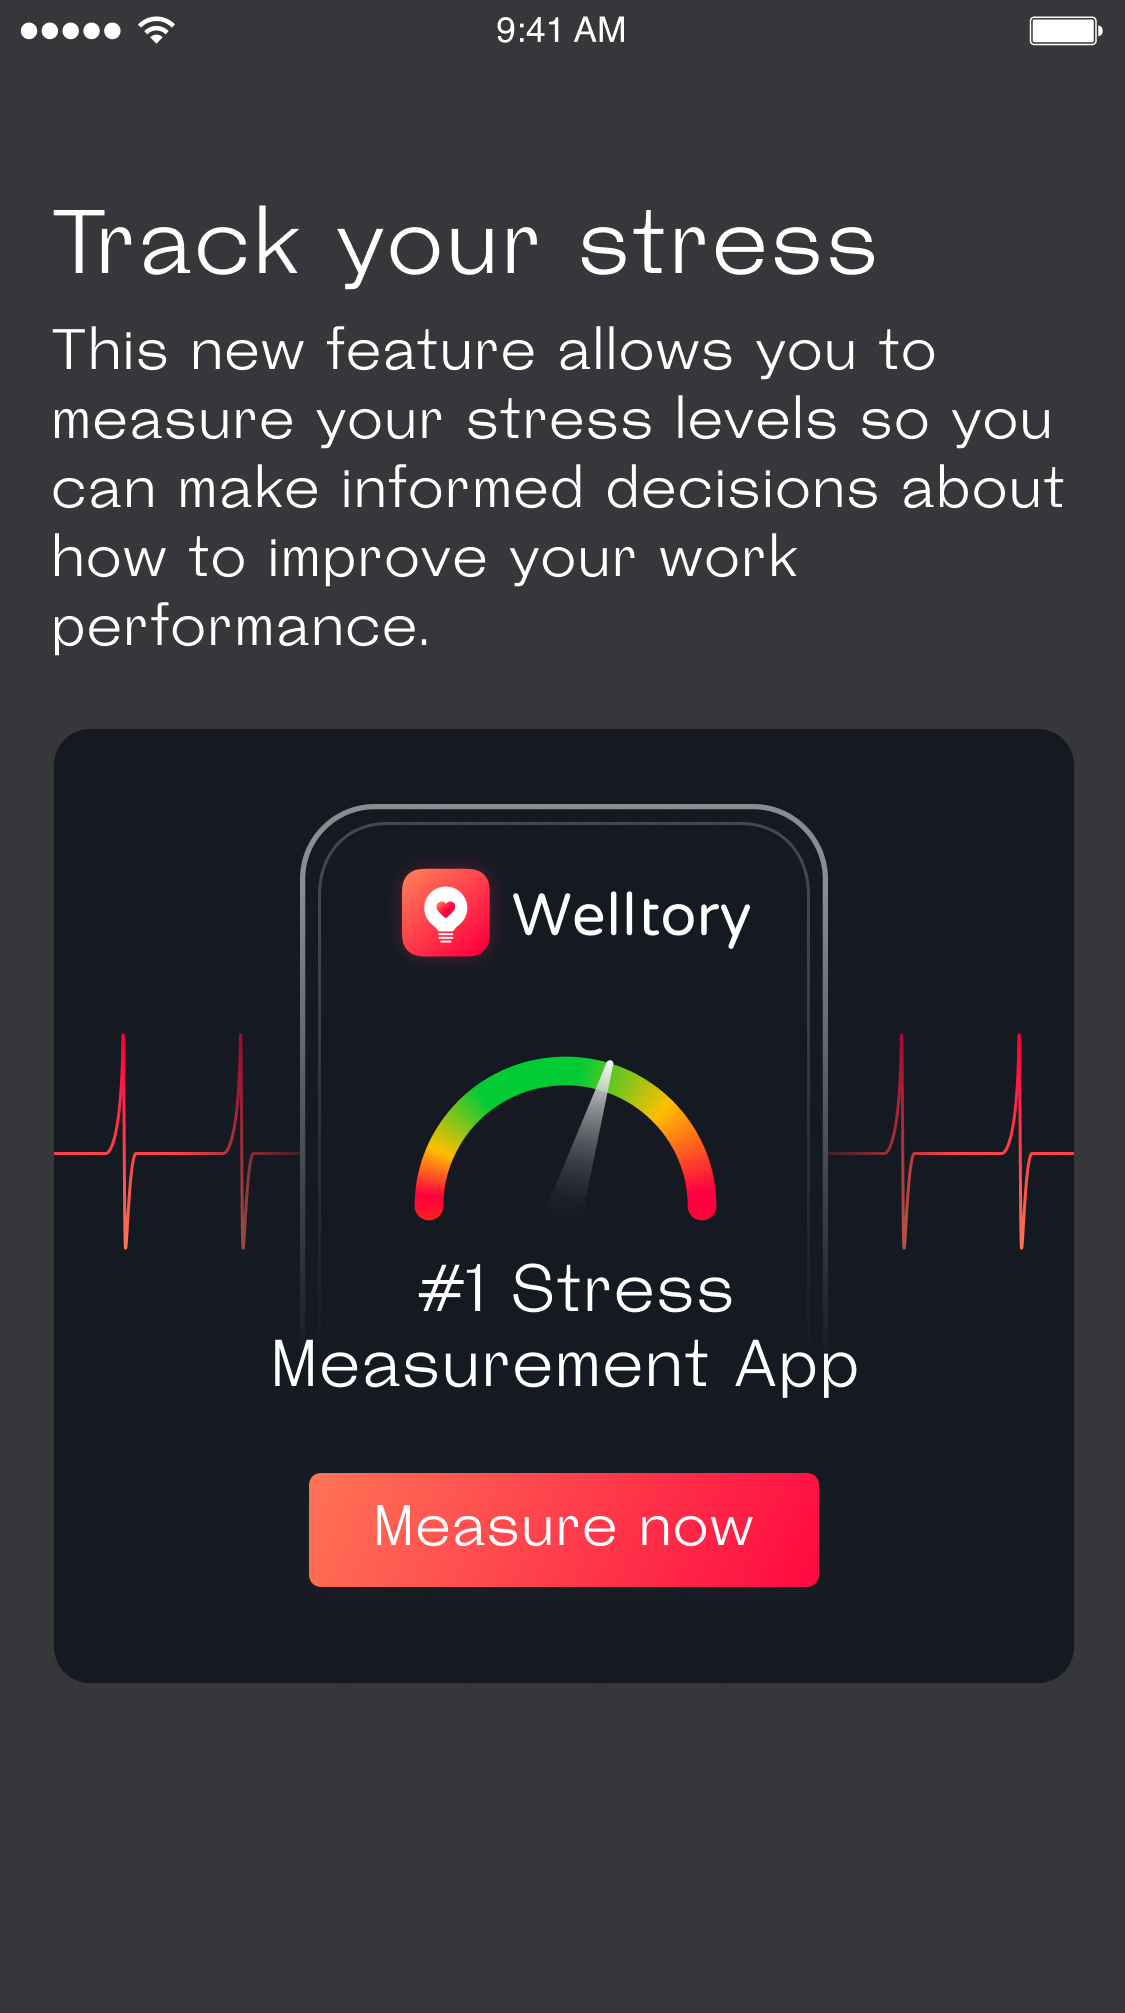 9:41 AM
Track your stress
This new feature allows you to
measure your stress levels so you
can make informed decisions about
how to improve your work
performance.
Welltory
#1 Stress
Measurement App
Measure now